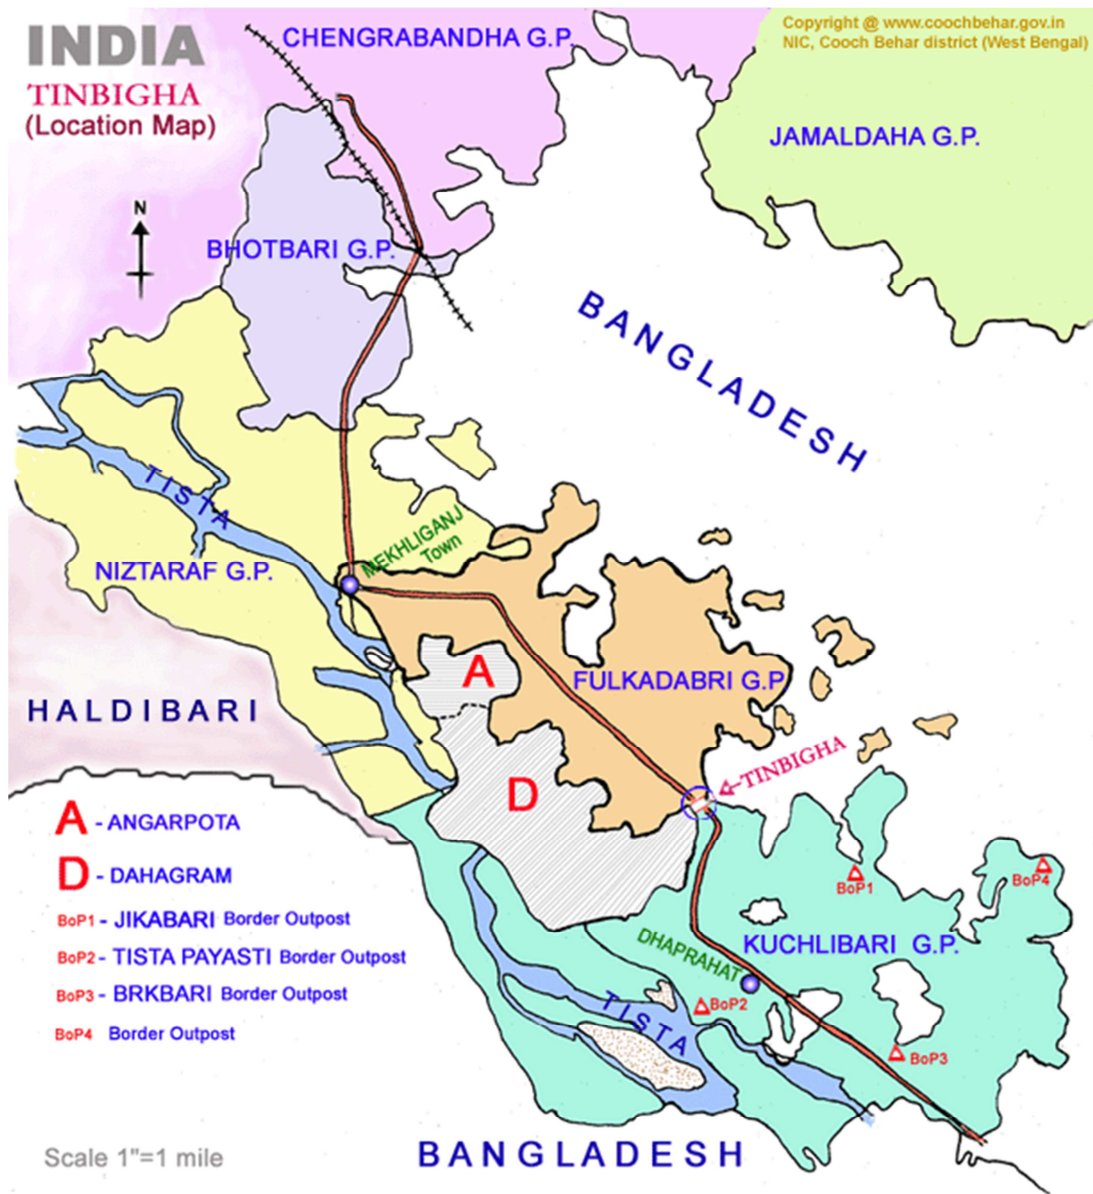 INDIA
TINBIGHA
(Location Map)
CHENGRABANDHA G.P.
Copyright @ www.coochbehar.gov.in
NIC, Cooch Behar district (West Bengal)
JAMALDAHA G.P.
N
BHOTBARI G.P.
BANGLADESH
TISTA
MEKHLIGANJ
Town
NIZTARAF G.P.
A
FULKADABRI G.P
HALDIBARI
TINBIGHA
D
A - ANGARPOTA
D - DAHAGRAM
BoP1 - JIKABARI Border Outpost
BoP2 - TISTA PAYASTI Border Outpost
BoP3 - BRKBARI Border Outpost
BoP4 Border Outpost
BoP1
BoP4
DHAPRAHAT
KUCHLIBARI G.P.
BoP2
TISTA
BoP3
BANGLADESH
Scale 1"=1 mile